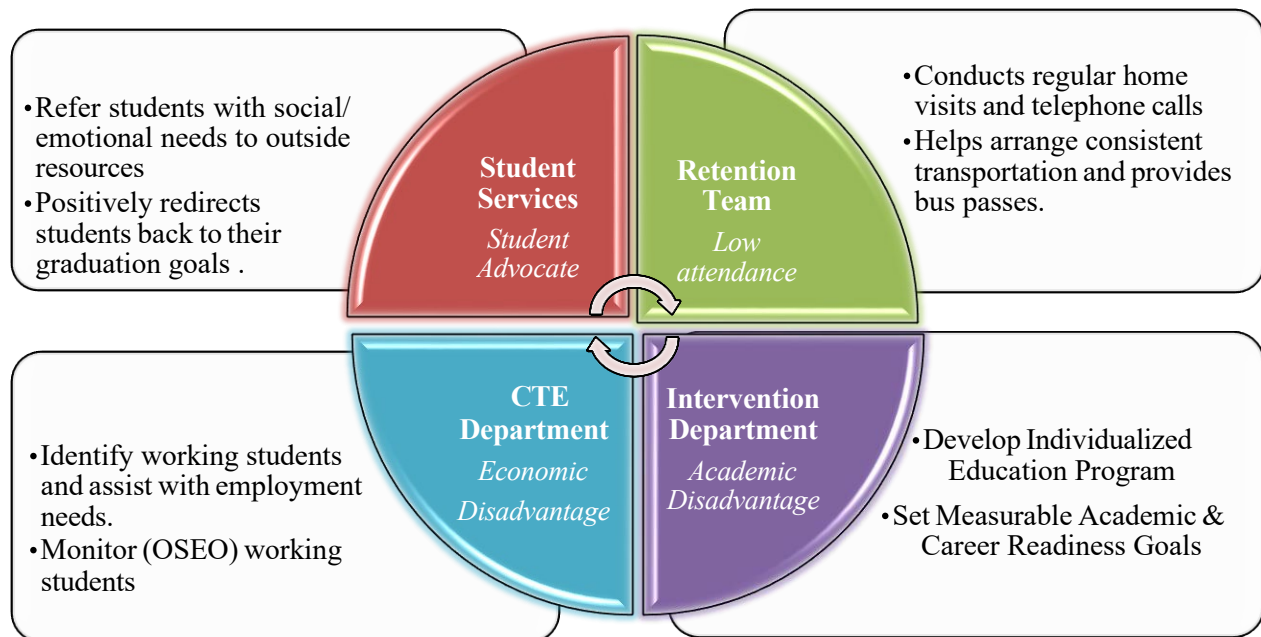 •Refer students with social/
emotional needs to outside
resources
•Positively redirects
students back to their
graduation goals .
Student
Services
Student
Advocate
Retention
Team
Low
attendance
•Conducts regular home
visits and telephone calls
•Helps arrange consistent
transportation and provides
bus passes.
•Identify working students
and assist with employment
needs.
•Monitor (OSEO) working
students
CTE
Department
Economic
Disadvantage
Intervention
Department
Academic
Disadvantage
•Develop Individualized
Education Program
•Set Measurable Academic &
Career Readiness Goals